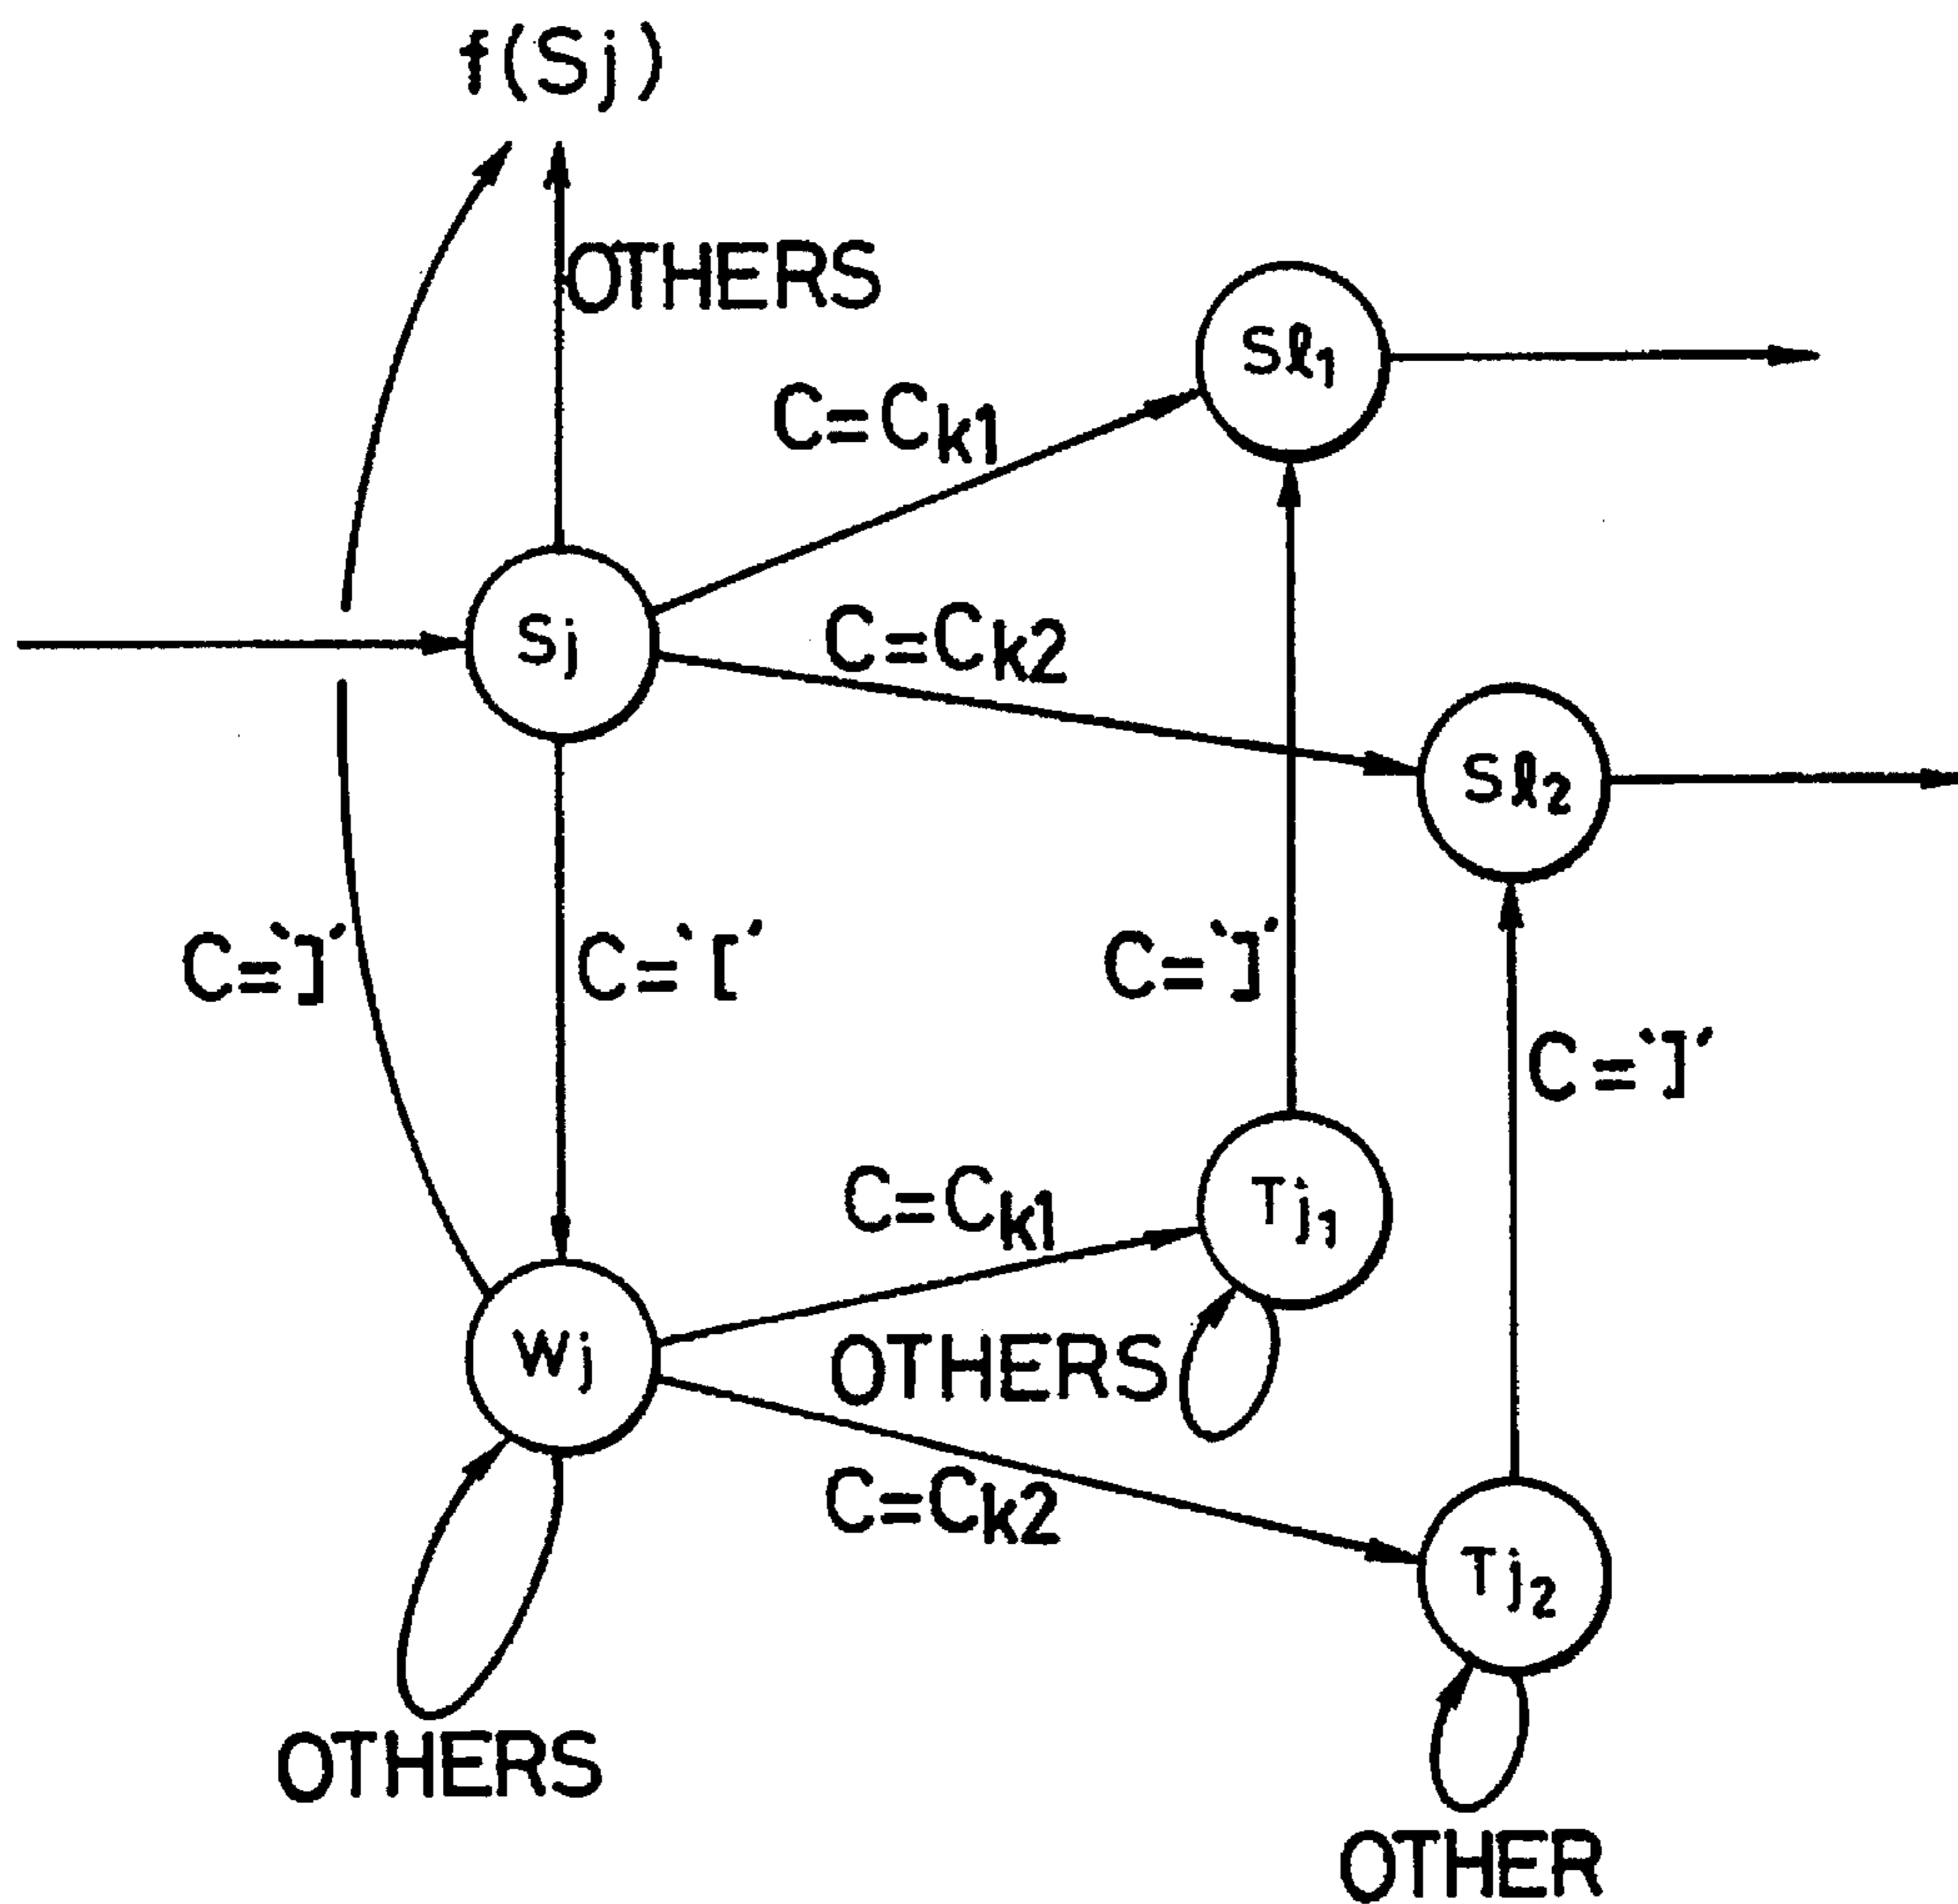 f(Sj)
OTHERS
Sℓ1
C=Ck1
Sj
C=Ck2
Sℓ2
C=`]´
C=`[´
C=`]´
C=`]´
C=Ck1
Tj1
Wj
OTHERS
C=Ck2
Tj2
OTHERS
OTHER